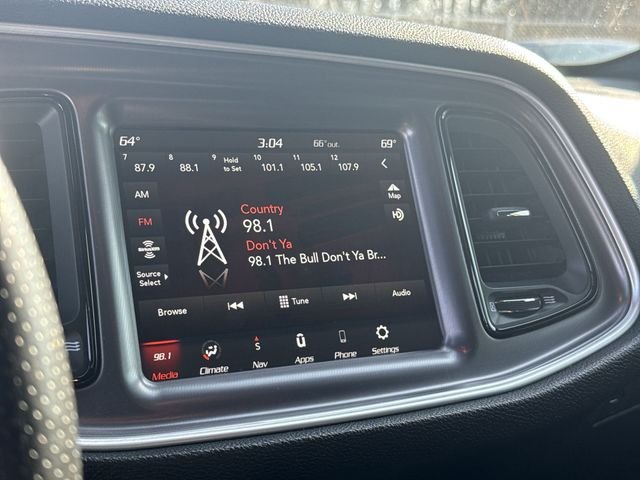 64° 3:04 66° out. 69°
7 8 9 Hold 10 11 12
87.9 88.1 to Set 101.1 105.1 107.9
AM
FM
SiriusXM
Source
Select
Map
HD
Country
98.1
Don't Ya
98.1 The Bull Don't Ya Br...
Browse Tune Audio
98.1 S u
Media Climate Nav Apps Phone Settings